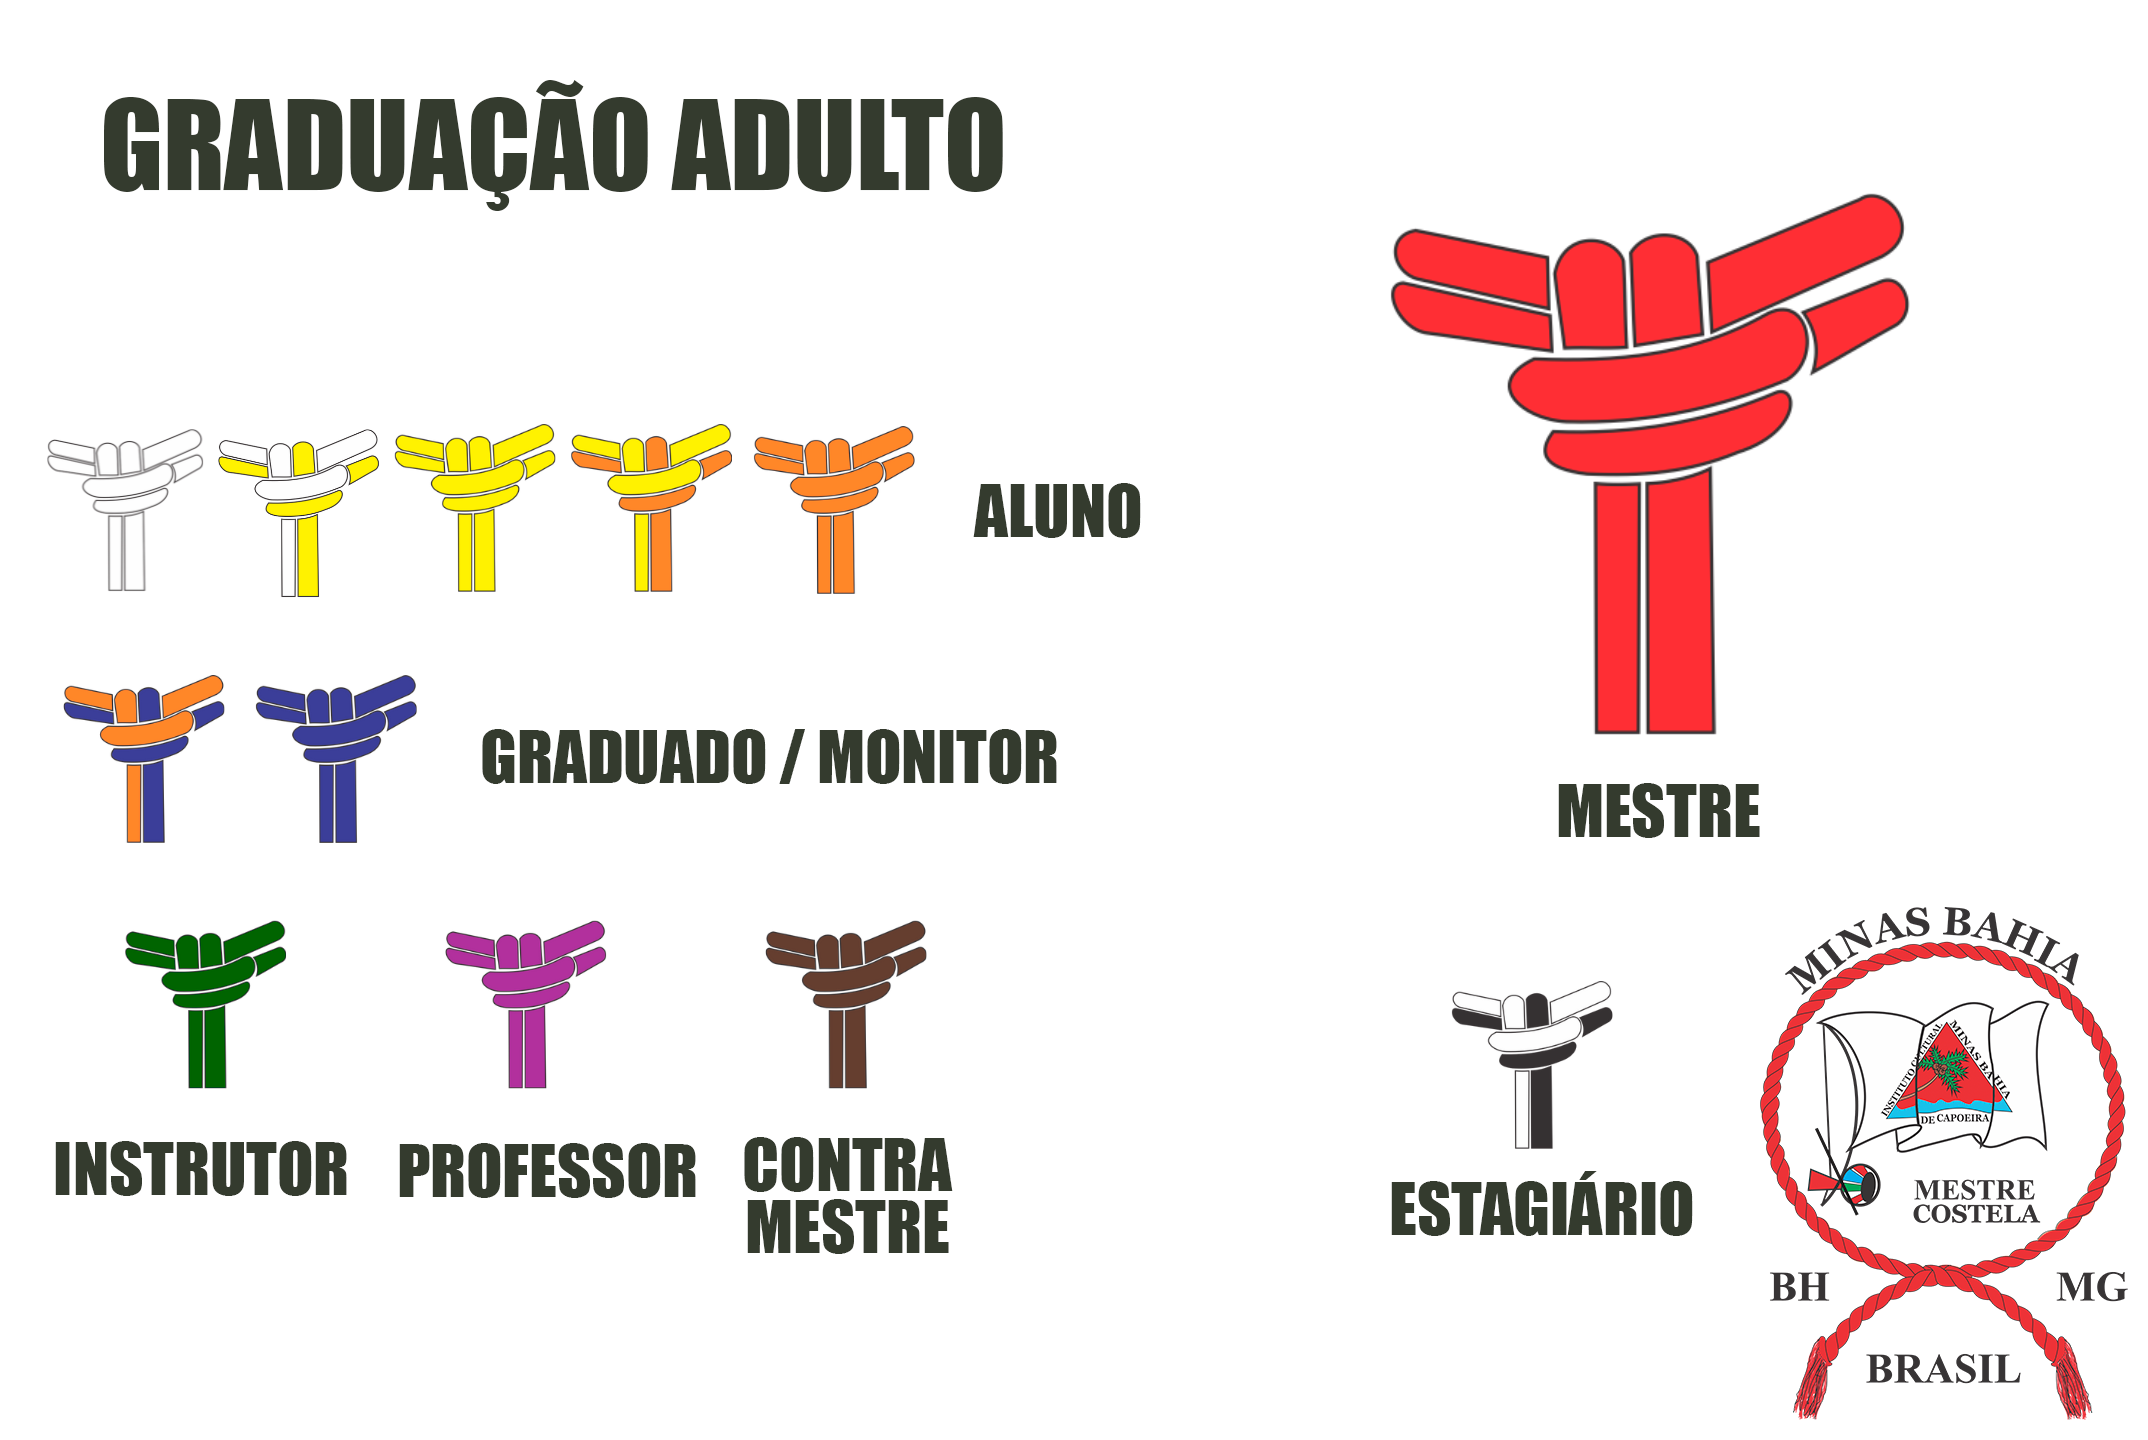 GRADUAÇÃO ADULTO
ALUNO
GRADUADO / MONITOR
MESTRE
INSTRUTOR
PROFESSOR
CONTRA
MESTRE
ESTAGIÁRIO
MINAS BAHIA
INSTITUTO CULTURAL
MINAS BAHIA
DE CAPOEIRA
MESTRE
COSTELA
BH
MG
BRASIL